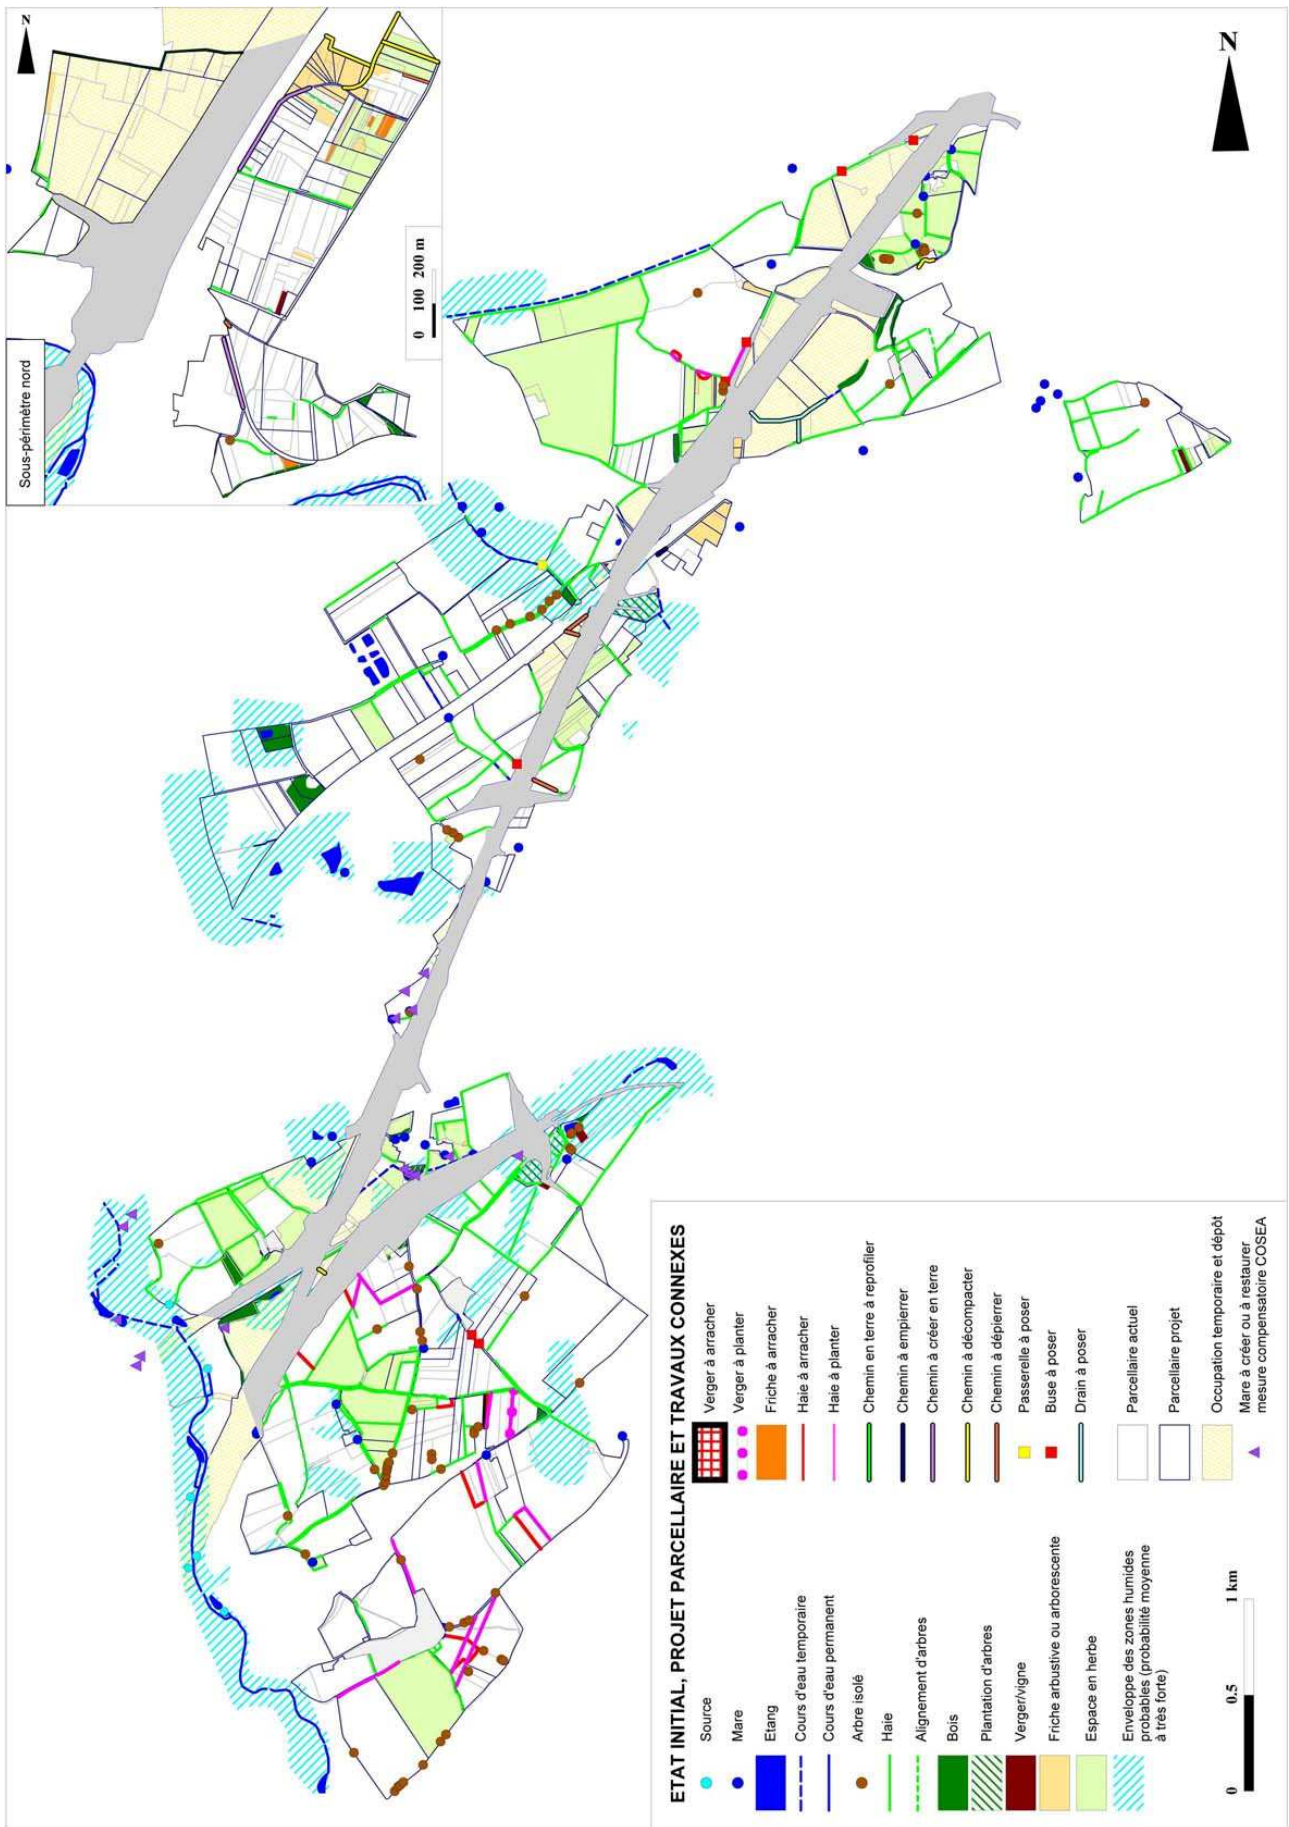 N
Sous-périmètre nord
0 100 200 m
N
ETAT INITIAL, PROJET PARCELLAIRE ET TRAVAUX CONNEXES
Source
Mare
Etang
Cours d'eau temporaire
Cours d'eau permanent
Arbre isolé
Haie
Alignement d'arbres
Bois
Plantation d'arbres
Verger/vigne
Friche arbustive ou arborescente
Espace en herbe
Enveloppe des zones humides
probables (probabilité moyenne
à très forte)
Verger à arracher
Verger à planter
Friche à arracher
Haie à arracher
Haie à planter
Chemin en terre à reprofiler
Chemin à empierrer
Chemin à créer en terre
Chemin à décompacter
Chemin à dépierrer
Passerelle à poser
Buse à poser
Drain à poser
Parcellaire actuel
Parcellaire projet
Occupation temporaire et dépôt
Mare à créer ou à restaurer
mesure compensatoire COSEA
0 0.5 1 km